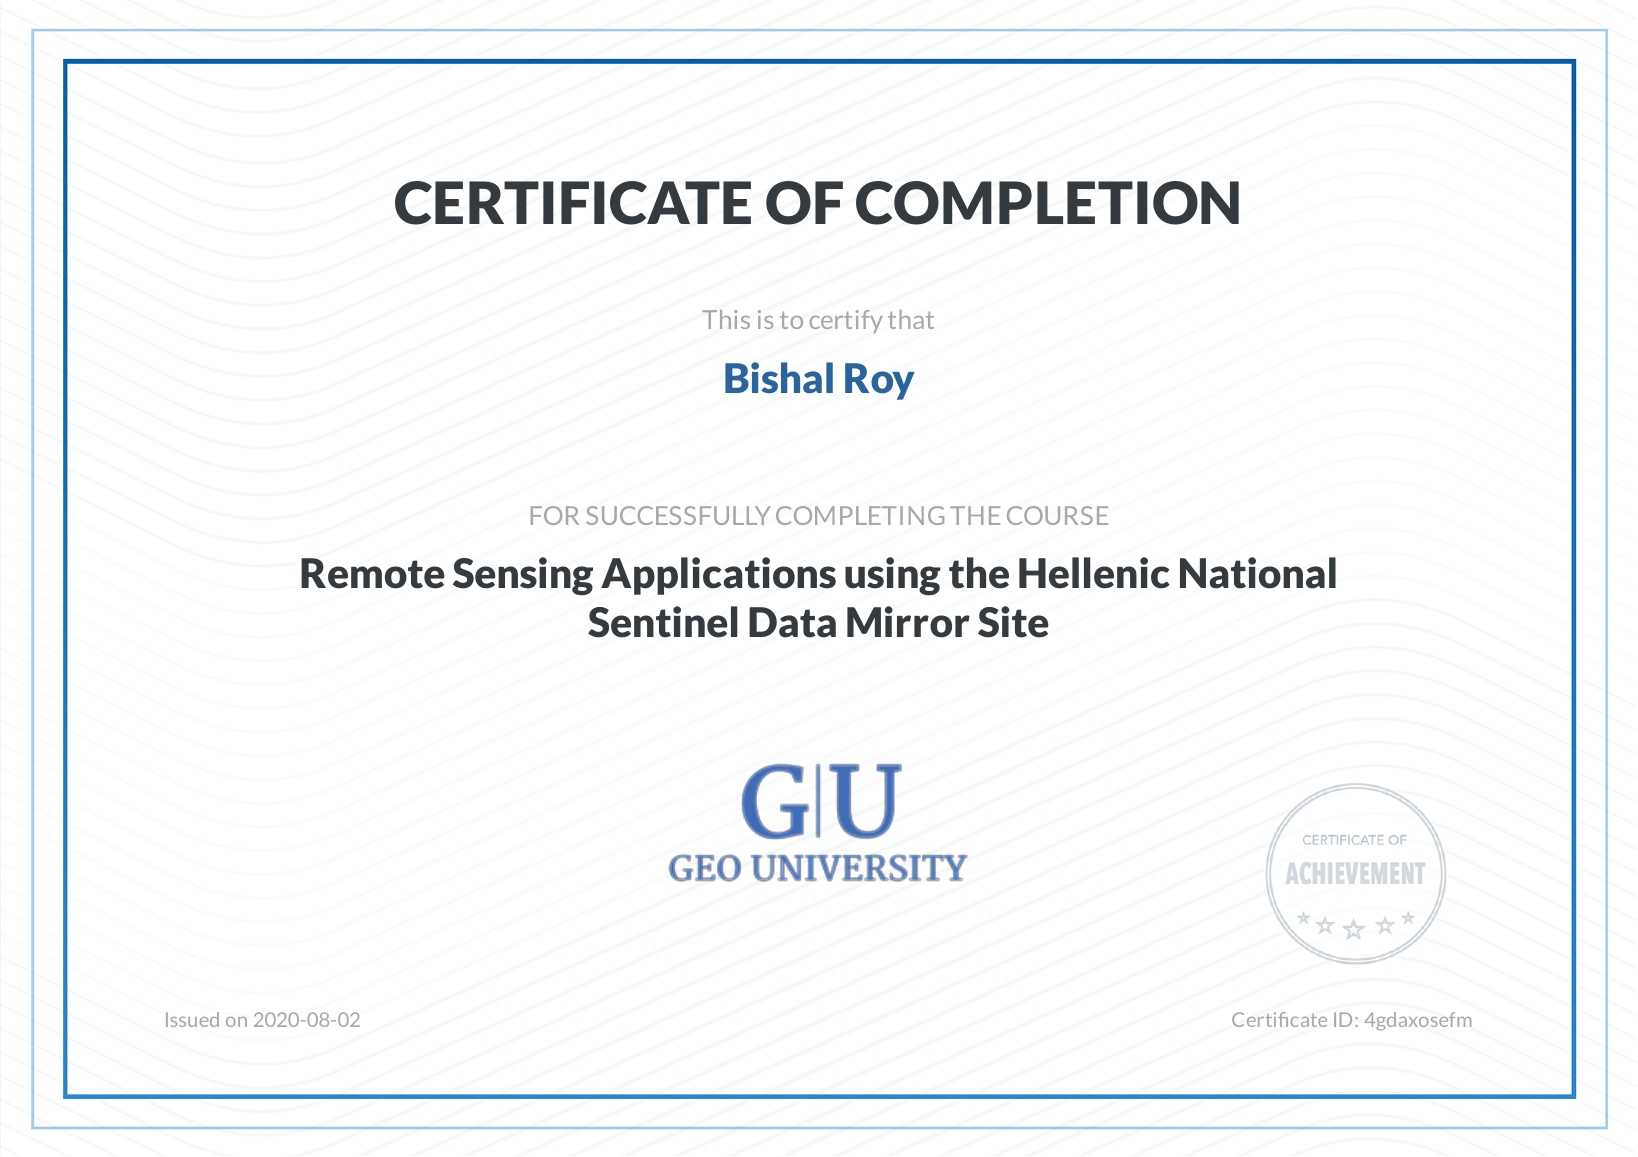 CERTIFICATE OF COMPLETION
This is to certify that
Bishal Roy
FOR SUCCESSFULLY COMPLETING THE COURSE
Remote Sensing Applications using the Hellenic National
Sentinel Data Mirror Site
G|U
GEO UNIVERSITY
CERTIFICATE OF
ACHIEVEMENT
Issued on 2020-08-02
Certificate ID: 4gdaxosefm